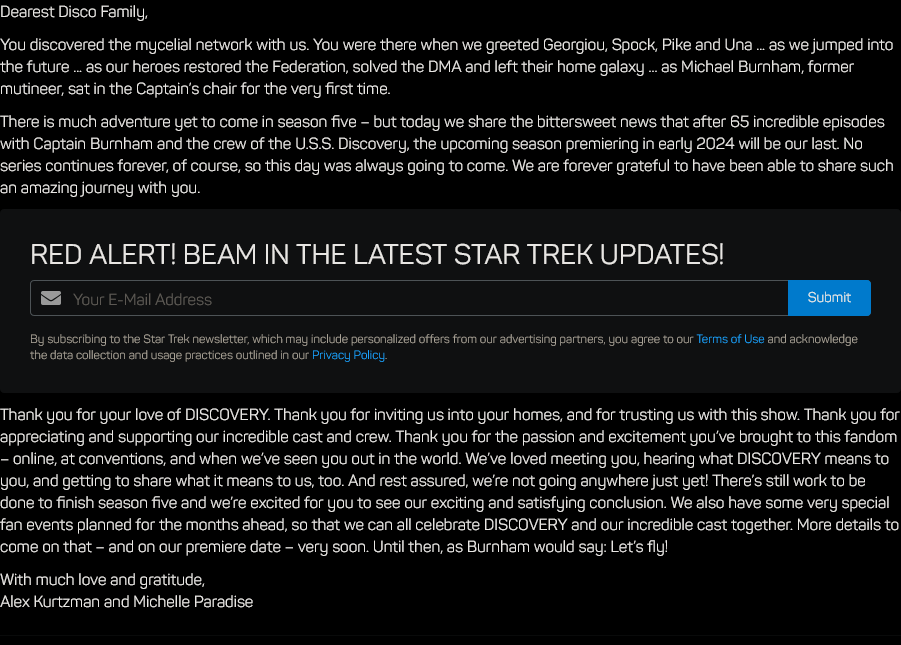 Dearest Disco Family,
You discovered the mycelial network with us. You were there when we greeted Georgiou, Spock, Pike and Una ... as we jumped into
the future ... as our heroes restored the Federation, solved the DMA and left their home galaxy ... as Michael Burnham, former
mutineer, sat in the Captain's chair for the very first time.
There is much adventure yet to come in season five – but today we share the bittersweet news that after 65 incredible episodes
with Captain Burnham and the crew of the U.S.S. Discovery, the upcoming season premiering in early 2024 will be our last. No
series continues forever, of course, so this day was always going to come. We are forever grateful to have been able to share such
an amazing journey with you.
RED ALERT! BEAM IN THE LATEST STAR TREK UPDATES!
Your E-Mail Address
Submit
By subscribing to the Star Trek newsletter, which may include personalized offers from our advertising partners, you agree to our Terms of Use and acknowledge
the data collection and usage practices outlined in our Privacy Policy.
Thank you for your love of DISCOVERY. Thank you for inviting us into your homes, and for trusting us with this show. Thank you for
appreciating and supporting our incredible cast and crew. Thank you for the passion and excitement you've brought to this fandom
– online, at conventions, and when we've seen you out in the world. We've loved meeting you, hearing what DISCOVERY means to
you, and getting to share what it means to us, too. And rest assured, we're not going anywhere just yet! There's still work to be
done to finish season five and we're excited for you to see our exciting and satisfying conclusion. We also have some very special
fan events planned for the months ahead, so that we can all celebrate DISCOVERY and our incredible cast together. More details to
come on that – and on our premiere date – very soon. Until then, as Burnham would say: Let's fly!
With much love and gratitude,
Alex Kurtzman and Michelle Paradise